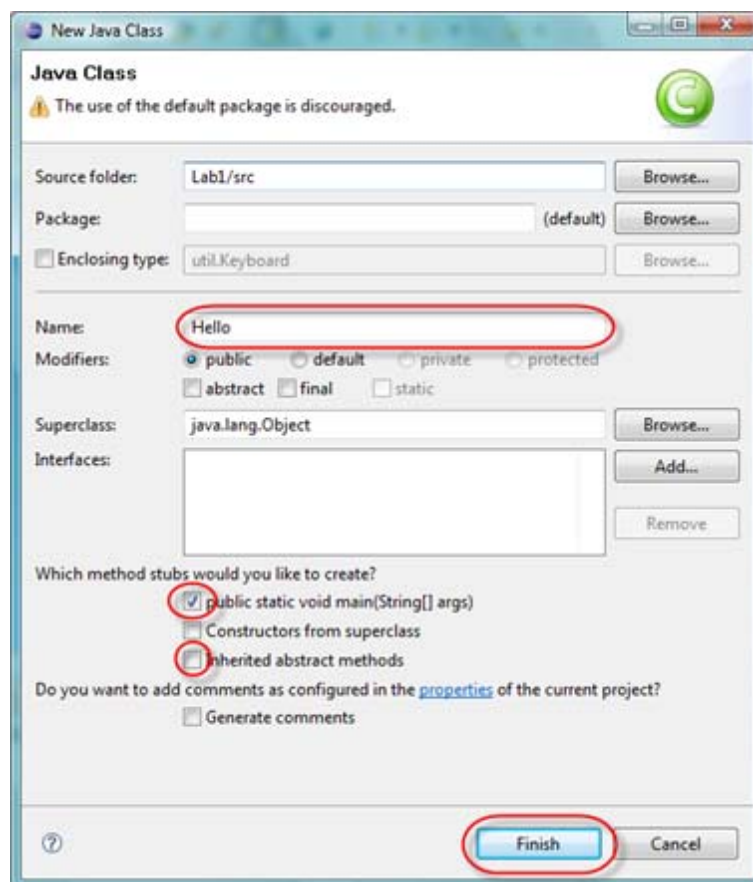 New Java Class
Java Class
The use of the default package is discouraged.
Source folder: Lab1/src Browse...
Package: (default) Browse...
Enclosing type: util.Keyboard Browse...
Name: Hello
Modifiers: public default private protected
abstract final static
Superclass: java.lang.Object Browse...
Interfaces: Add...
Remove
Which method stubs would you like to create?
public static void main(String[] args)
Constructors from superclass
Inherited abstract methods
Do you want to add comments as configured in the properties of the current project?
Generate comments
Finish Cancel